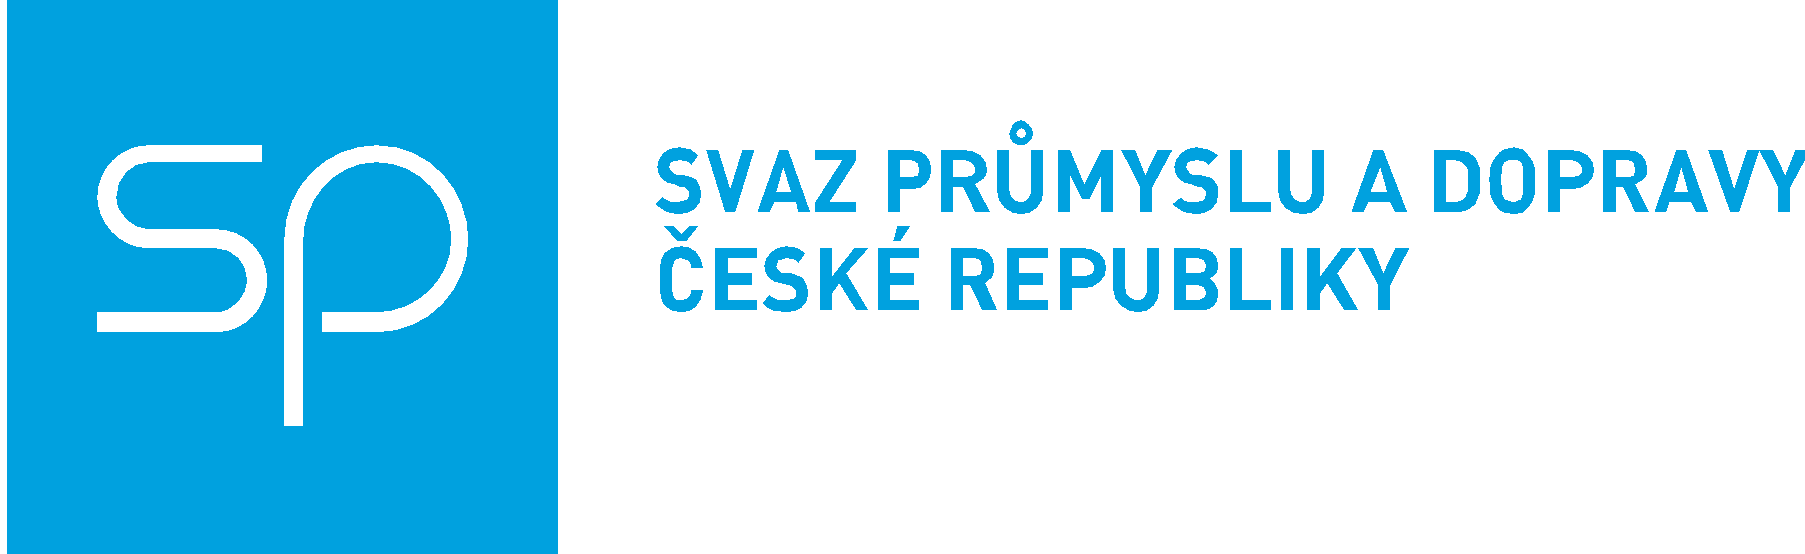 sp
SVAZ PRŮMYSLU A DOPRAVY
ČESKÉ REPUBLIKY